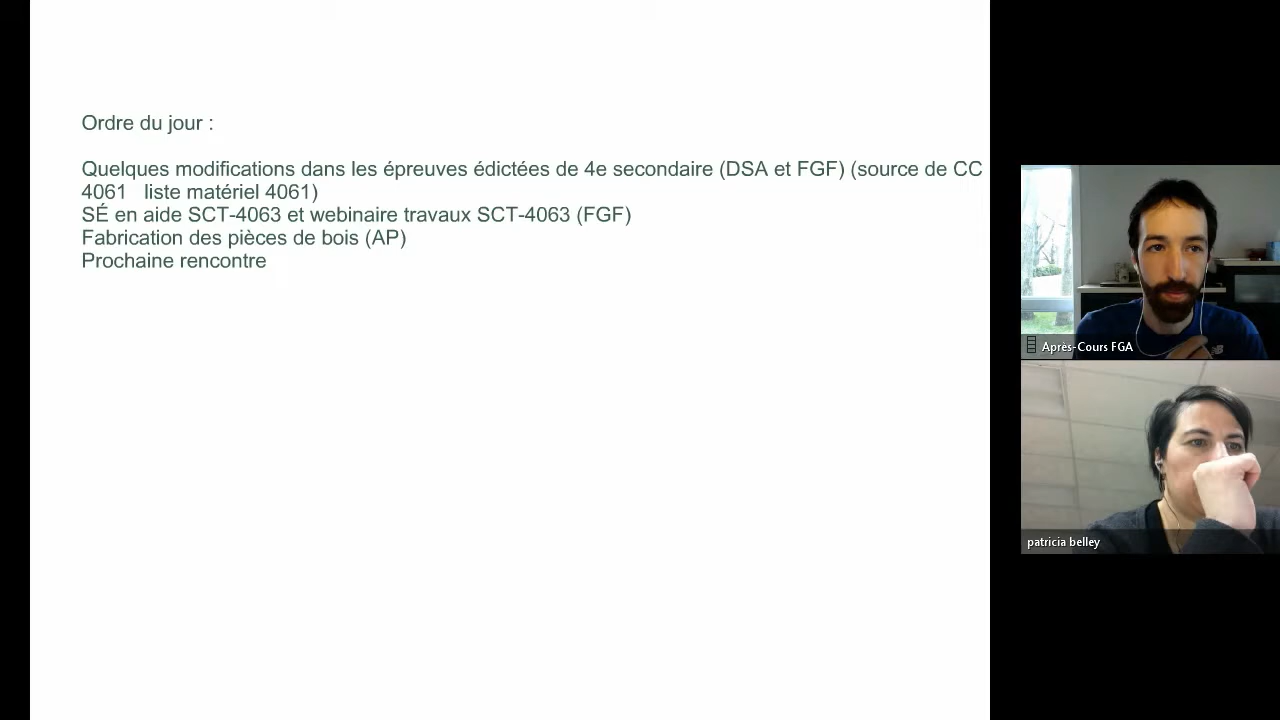 Ordre du jour :
Quelques modifications dans les épreuves édictées de 4e secondaire (DSA et FGF) (source de CC
4061   liste matériel 4061)
SÉ en aide SCT-4063 et webinaire travaux SCT-4063 (FGF)
Fabrication des pièces de bois (AP)
Prochaine rencontre
Après-Cours FGA
patricia belley